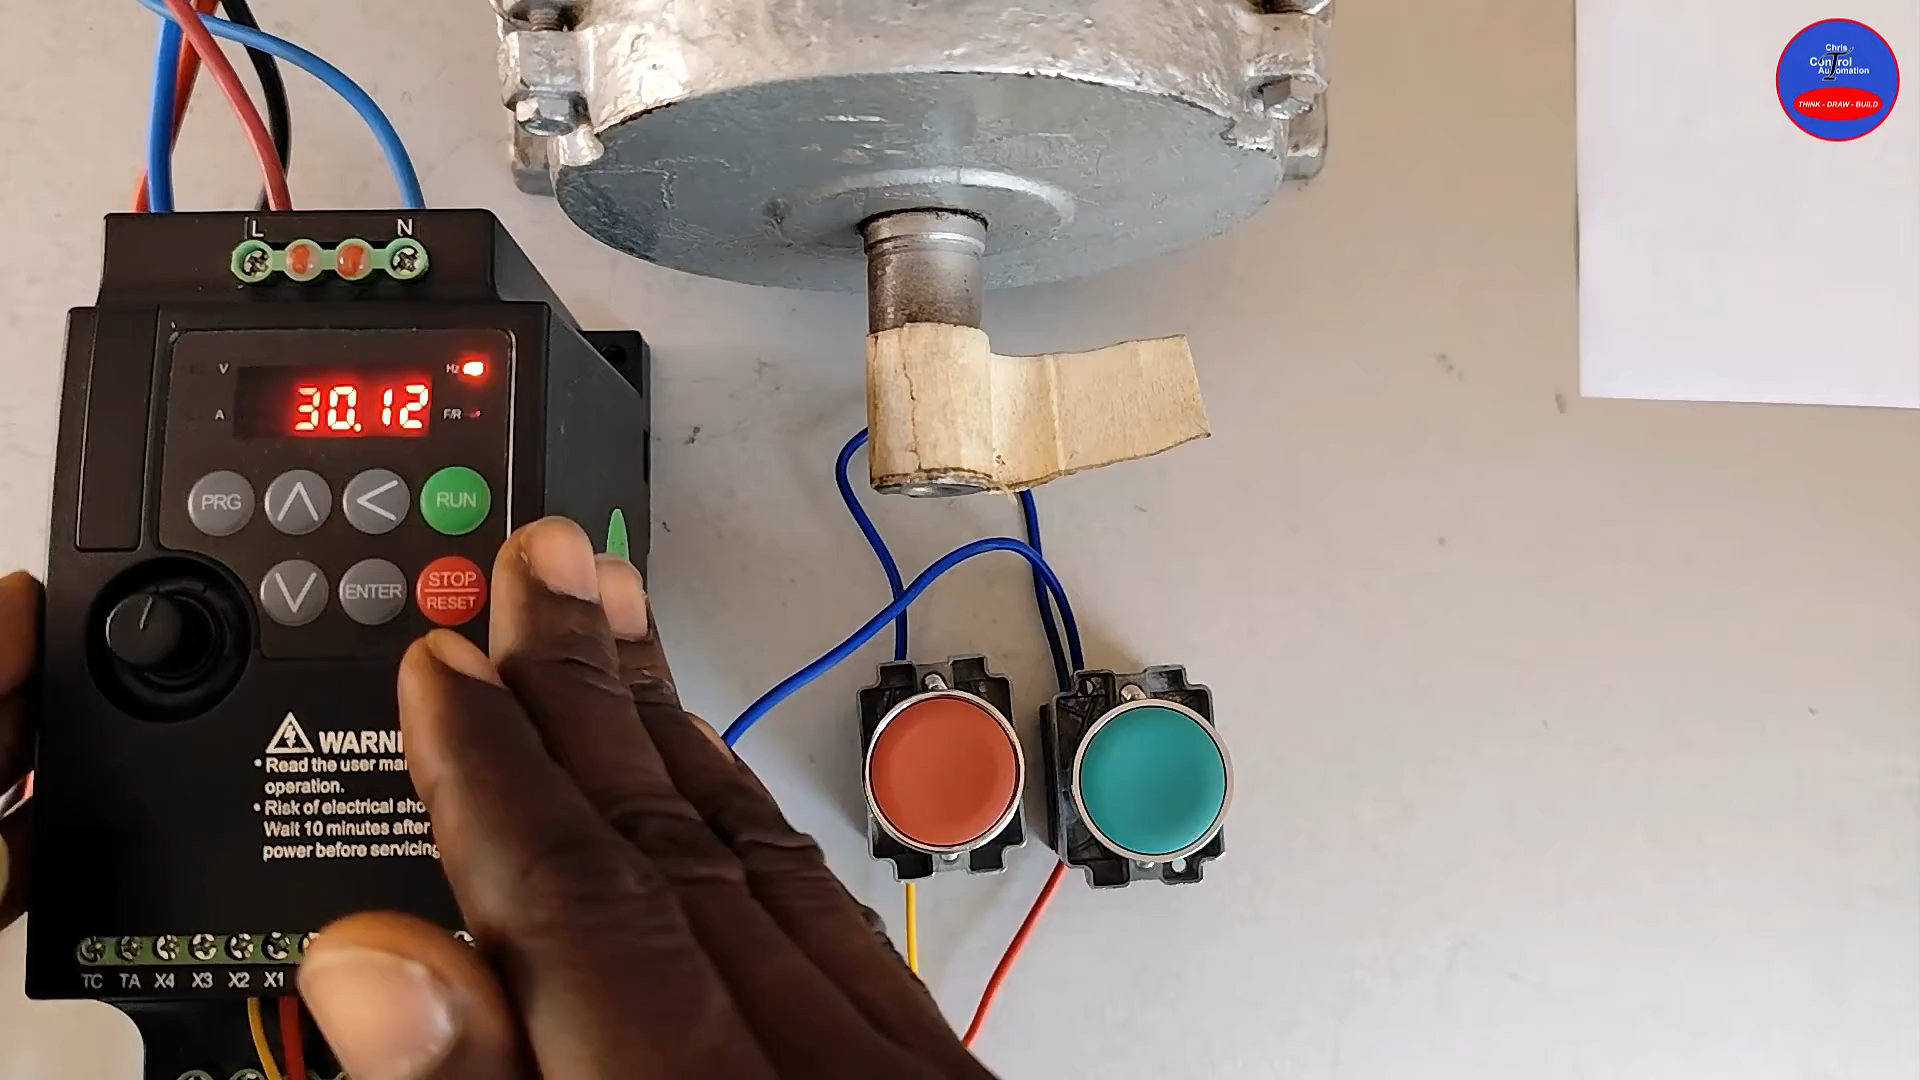 Chris
Control
Automation
THINK - DRAW - BUILD
L N
V
Hz
30.12
A
F/R
PRG
RUN
ENTER
STOP
RESET
WARNI
• Read the user ma
operation.
• Risk of electrical sho
Wait 10 minutes after
power before servicing
TC TA X4 X3 X2 X1